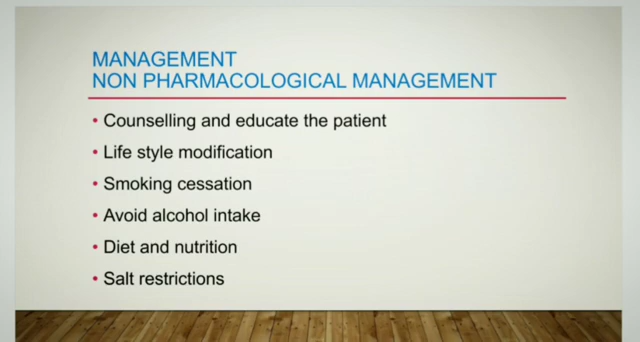 MANAGEMENT
NON PHARMACOLOGICAL MANAGEMENT
• Counselling and educate the patient
• Life style modification
• Smoking cessation
• Avoid alcohol intake
• Diet and nutrition
• Salt restrictions